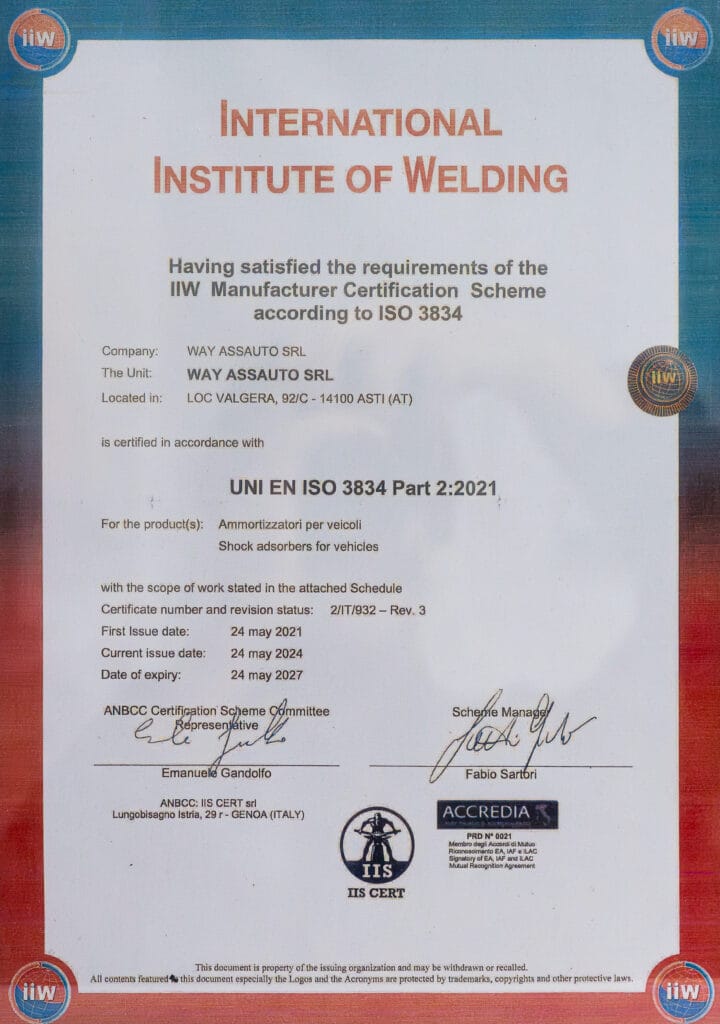 iiw iiw
INTERNATIONAL
INSTITUTE OF WELDING
Having satisfied the requirements of the
IIW Manufacturer Certification Scheme
according to ISO 3834
Company: WAY ASSAUTO SRL
The Unit: WAY ASSAUTO SRL
Located in: LOC VALGERA, 92/C - 14100 ASTI (AT)
iiw
is certified in accordance with
UNI EN ISO 3834 Part 2:2021
For the product(s): Ammortizzatori per veicoli
Shock adsorbers for vehicles
with the scope of work stated in the attached Schedule
Certificate number and revision status: 2/IT/932 – Rev. 3
First Issue date: 24 may 2021
Current issue date: 24 may 2024
Date of expiry: 24 may 2027
ANBCC Certification Scheme Committee
Representative
Scheme Manager
Emanuele Gandolfo
Fabio Sartori
ANBCC: IIS CERT srl
Lungobisagno Istria, 29 r - GENOA (ITALY)
IIS
IIS CERT
ACCREDIA
PRD N° 0021
Membro degli Accordi di Mutuo
Riconoscimento EA, IAF e ILAC
Signatory of EA, IAF and ILAC
Mutual Recognition Agreement
This document is property of the issuing organization and may be withdrawn or recalled.
All contents featured this document especially the Logos and the Acronyms are protected by trademarks, copyrights and other protective laws.
iiw iiw